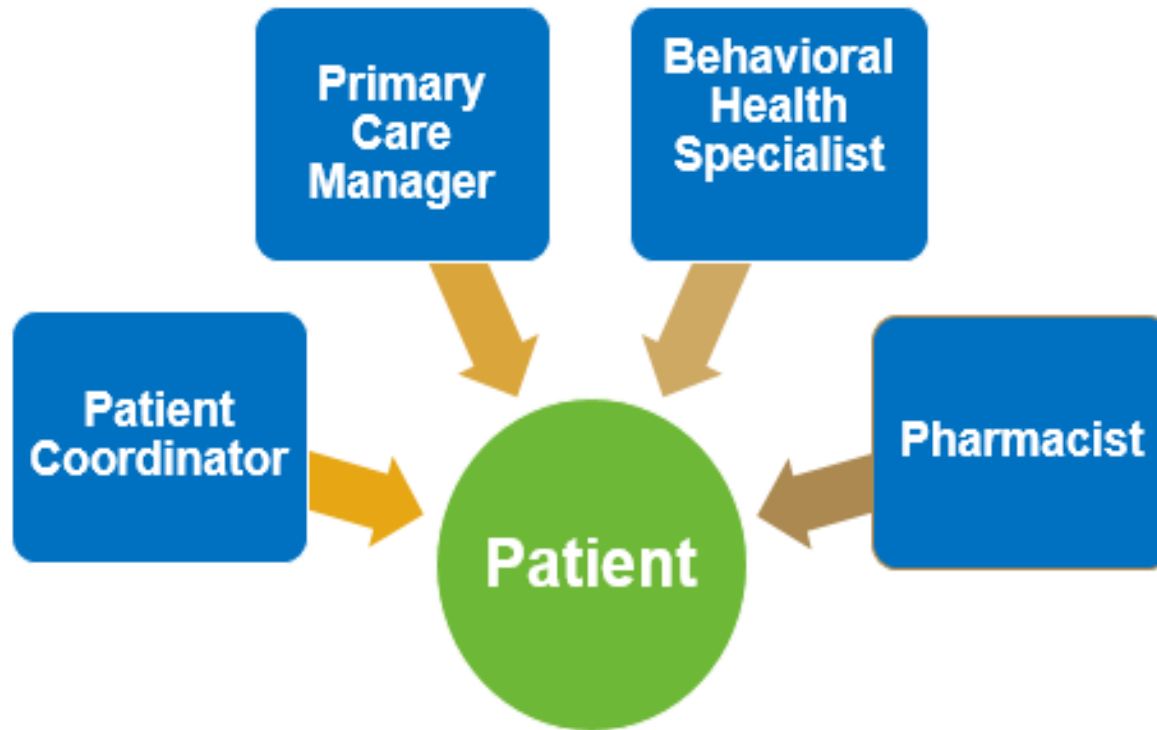 Primary
Care
Manager
Behavioral
Health
Specialist
Patient
Coordinator
Pharmacist
Patient